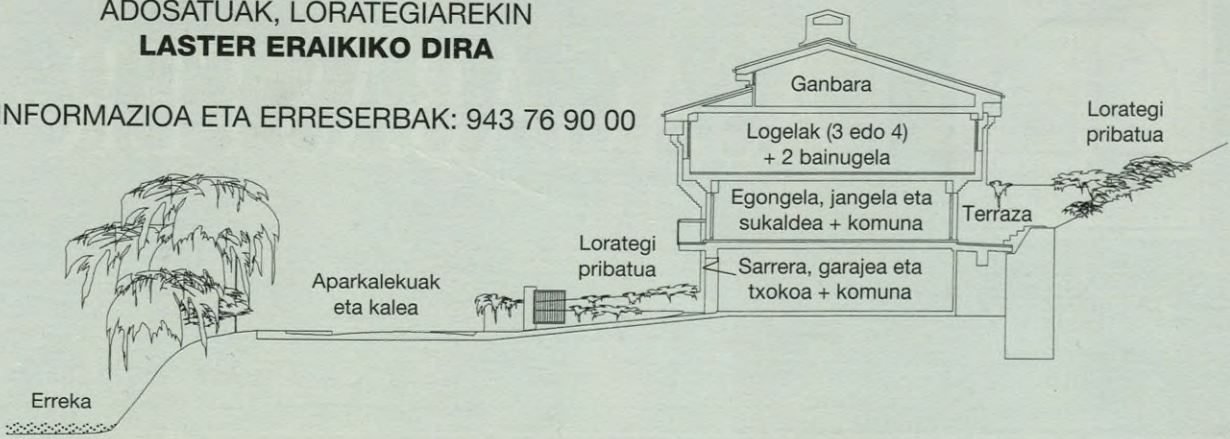 ADOSATUAK, LORATEGIAREKIN
LASTER ERAIKIKO DIRA
INFORMAZIOA ETA ERRESERBAK: 943 76 90 00
Ganbara
Logelak (3 edo 4)
+ 2 bainugela
Egongela, jangela eta
sukaldea + komuna
Sarrera, garajea eta
txokoa + komuna
Terraza
Lorategi
pribatua
Lorategi
pribatua
Aparkalekuak
eta kalea
Erreka